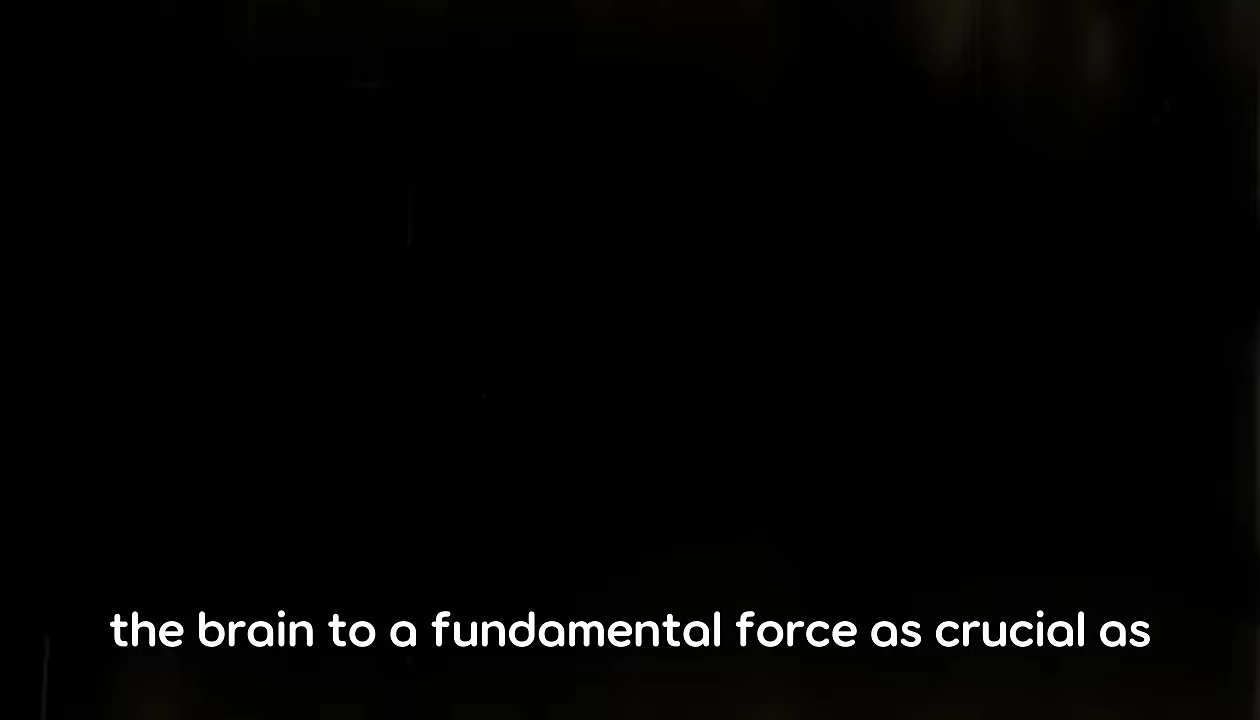 the brain to a fundamental force as crucial as